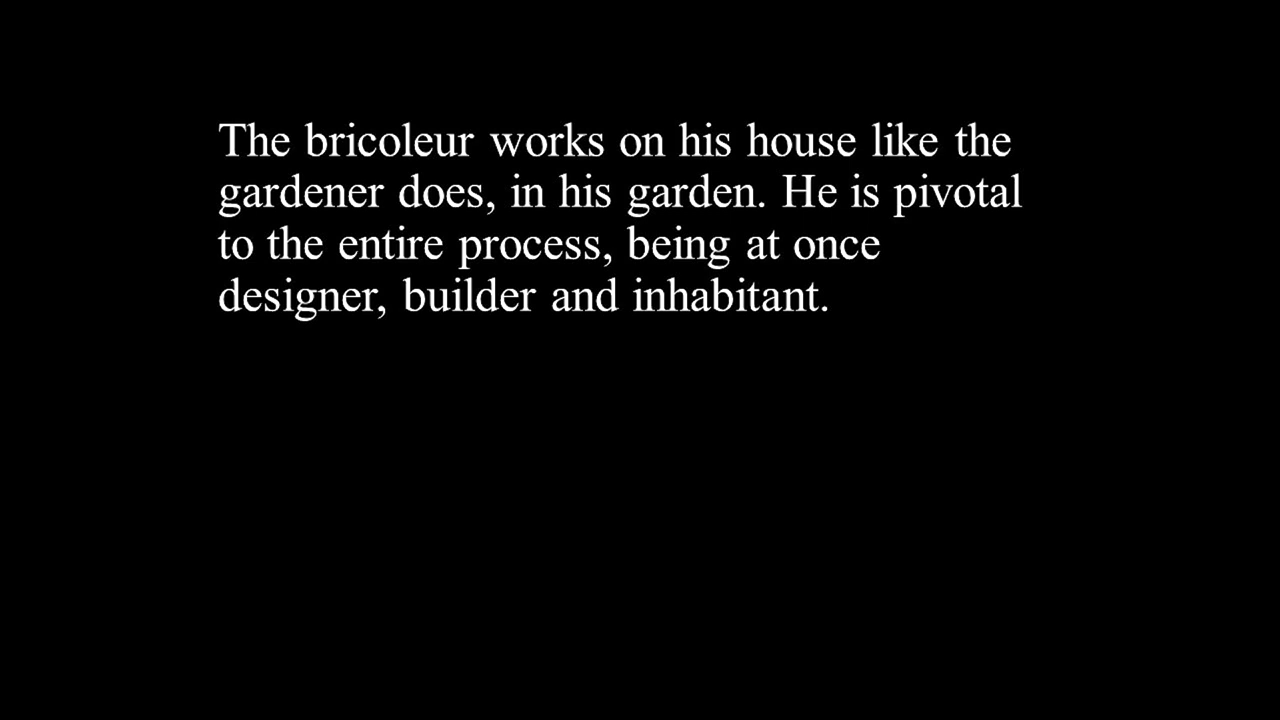 The bricoleur works on his house like the
gardener does, in his garden. He is pivotal
to the entire process, being at once
designer, builder and inhabitant.